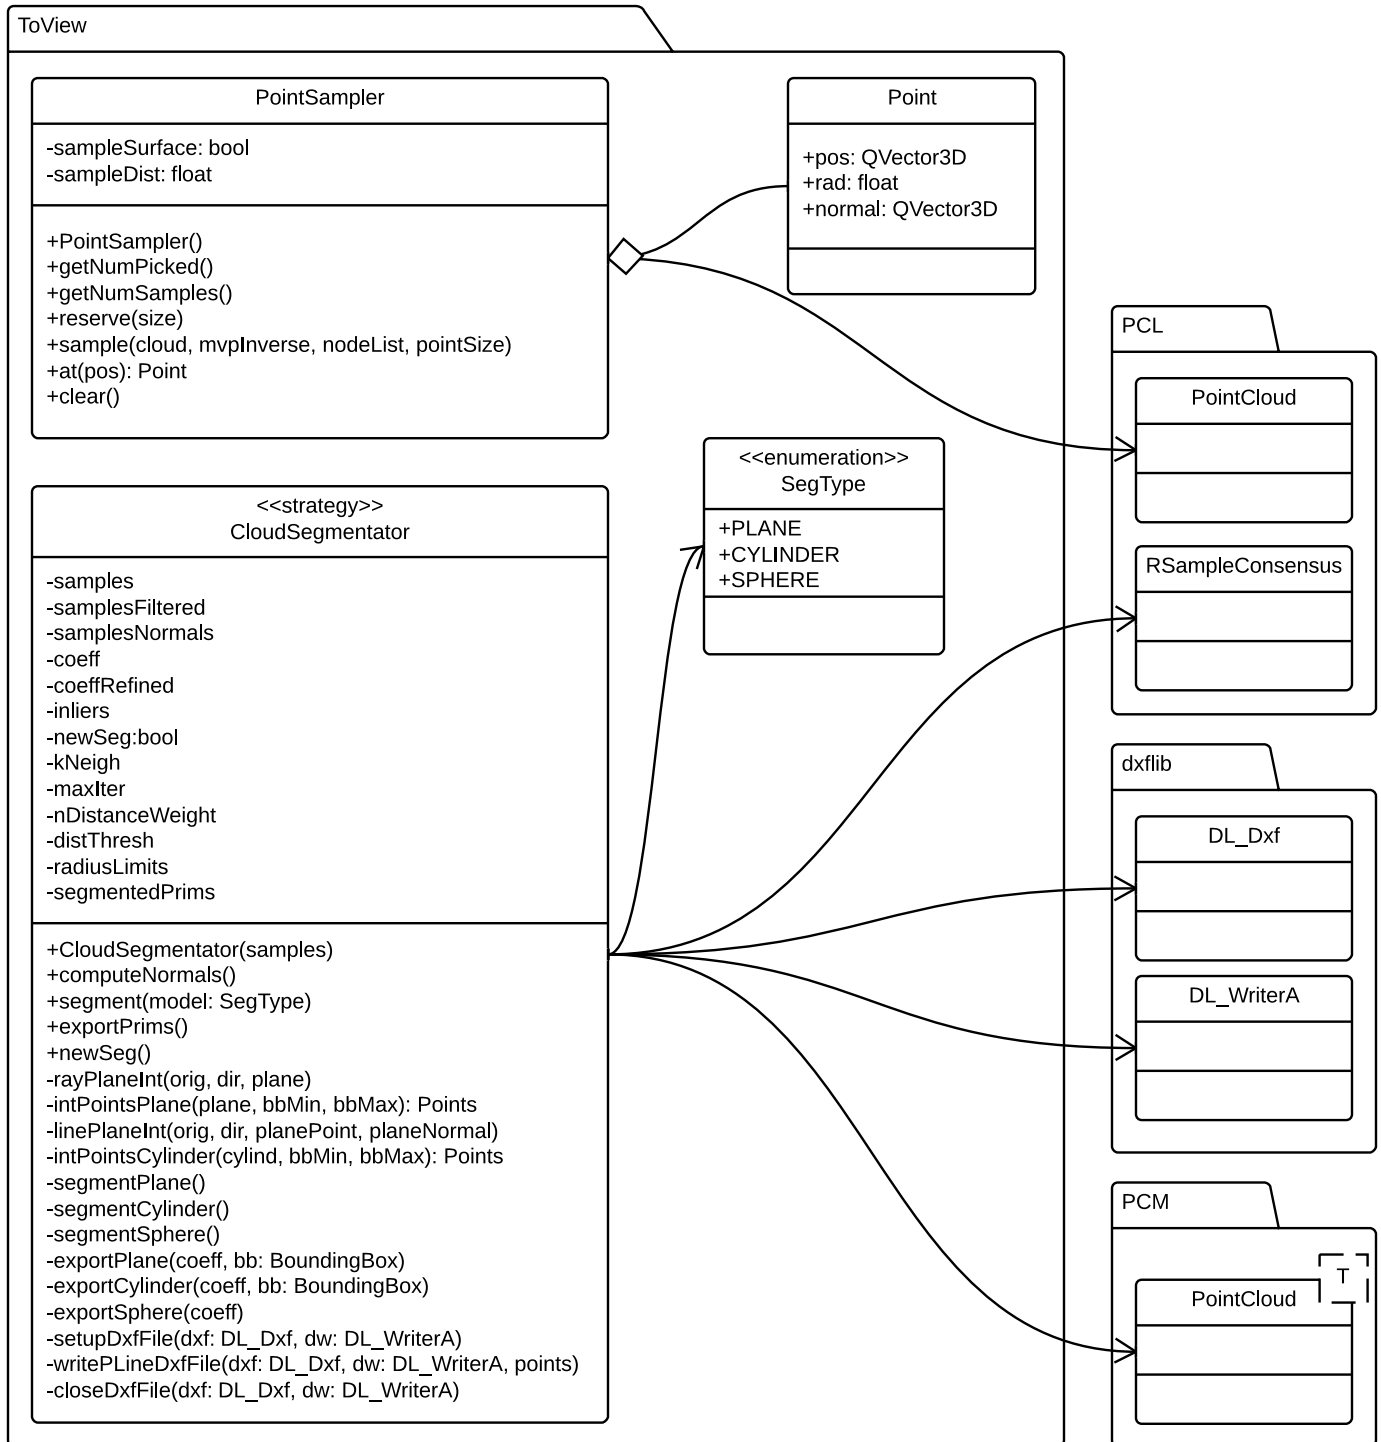 ToView
PointSampler
-sampleSurface: bool
-sampleDist: float
+PointSampler()
+getNumPicked()
+getNumSamples()
+reserve(size)
+sample(cloud, mvpInverse, nodeList, pointSize)
+at(pos): Point
+clear()
Point
+pos: QVector3D
+rad: float
+normal: QVector3D
<<strategy>>
CloudSegmentator
-samples
-samplesFiltered
-samplesNormals
-coeff
-coeffRefined
-inliers
-newSeg:bool
-kNeigh
-maxIter
-nDistanceWeight
-distThresh
-radiusLimits
-segmentedPrims
+CloudSegmentator(samples)
+computeNormals()
+segment(model: SegType)
+exportPrims()
+newSeg()
-rayPlaneInt(orig, dir, plane)
-intPointsPlane(plane, bbMin, bbMax): Points
-linePlaneInt(orig, dir, planePoint, planeNormal)
-intPointsCylinder(cylind, bbMin, bbMax): Points
-segmentPlane()
-segmentCylinder()
-segmentSphere()
-exportPlane(coeff, bb: BoundingBox)
-exportCylinder(coeff, bb: BoundingBox)
-exportSphere(coeff)
-setupDxfFile(dxf: DL_Dxf, dw: DL_WriterA)
-writePLineDxfFile(dxf: DL_Dxf, dw: DL_WriterA, points)
-closeDxfFile(dxf: DL_Dxf, dw: DL_WriterA)
<<enumeration>>
SegType
+PLANE
+CYLINDER
+SPHERE
PCL
PointCloud
RSampleConsensus
dxflib
DL_Dxf
DL_WriterA
PCM
T
PointCloud